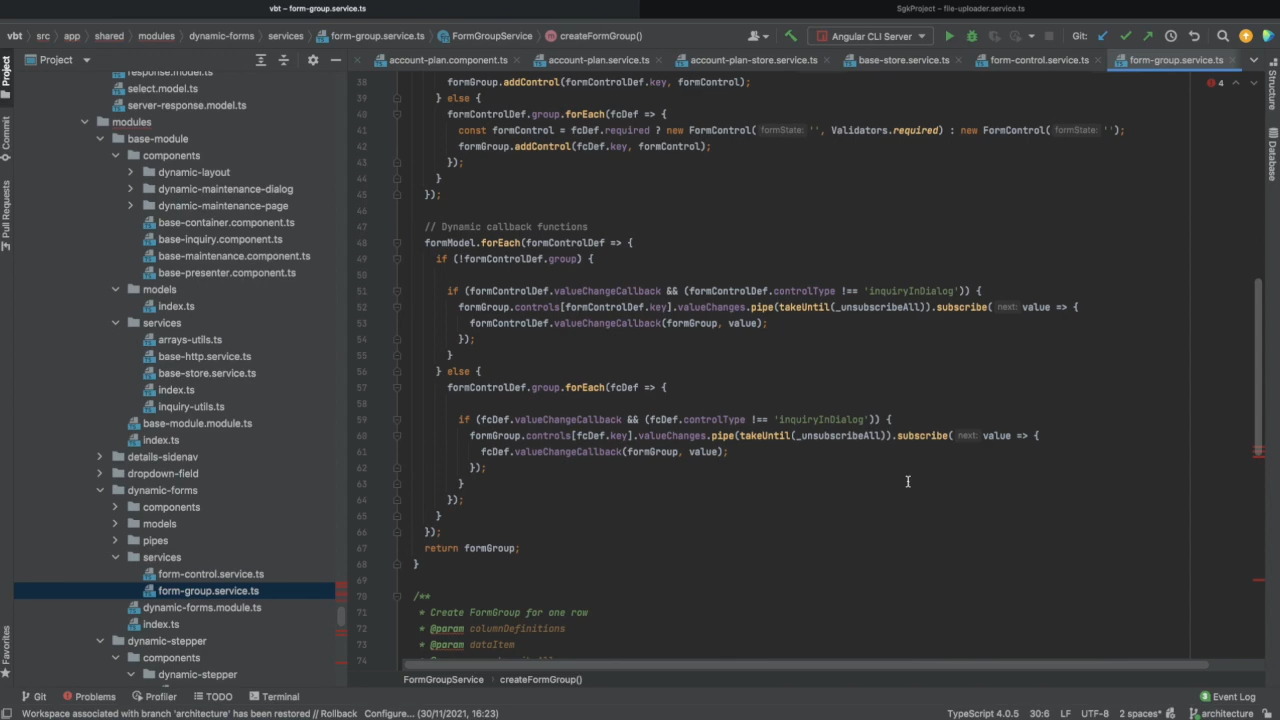 vbt – form-group.service.ts
SgkProject – file-uploader.service.ts
vbt src app shared modules dynamic-forms services form-group.service.ts FormGroupService createFormGroup()
Angular CLI Server
Git:
Project
account-plan.component.ts
account-plan.service.ts
account-plan-store.service.ts
base-store.service.ts
form-control.service.ts
form-group.service.ts
Project
Commit
Pull Requests
Structure
Database
4
response.model.ts
select.model.ts
server-response.model.ts
modules
base-module
components
dynamic-layout
dynamic-maintenance-dialog
dynamic-maintenance-page
base-container.component.ts
base-inquiry.component.ts
base-maintenance.component.ts
base-presenter.component.ts
models
index.ts
services
arrays-utils.ts
base-http.service.ts
base-store.service.ts
index.ts
inquiry-utils.ts
base-module.module.ts
index.ts
details-sidenav
dropdown-field
dynamic-forms
components
models
pipes
services
form-control.service.ts
form-group.service.ts
dynamic-forms.module.ts
index.ts
dynamic-stepper
components
dynamic-stepper
38 formGroup.addControl(formControlDef.key, formControl);
39 } else {
40 formControlDef.group.forEach(fcDef => {
41 const formControl = fcDef.required ? new FormControl( formState: '', Validators.required) : new FormControl( formState: '');
42 formGroup.addControl(fcDef.key, formControl);
43 });
44 }
45 });
46
47 // Dynamic callback functions
48 formModel.forEach(formControlDef => {
49 if (!formControlDef.group) {
50
51 if (formControlDef.valueChangeCallback && (formControlDef.controlType !== 'inquiryInDialog')) {
52 formGroup.controls[formControlDef.key].valueChanges.pipe(takeUntil(_unsubscribeAll)).subscribe( next: value => {
53 formControlDef.valueChangeCallback(formGroup, value);
54 });
55 }
56 } else {
57 formControlDef.group.forEach(fcDef => {
58
59 if (fcDef.valueChangeCallback && (fcDef.controlType !== 'inquiryInDialog')) {
60 formGroup.controls[fcDef.key].valueChanges.pipe(takeUntil(_unsubscribeAll)).subscribe( next: value => {
61 fcDef.valueChangeCallback(formGroup, value);
62 });
63 }
64 });
65 }
66 });
67 return formGroup;
68 }
69
70 /**
71 * Create FormGroup for one row
72 * @param columnDefinitions
73 * @param dataItem
74
FormGroupService createFormGroup()
Favorites
Git Problems Profiler TODO Terminal
3 Event Log
Workspace associated with branch 'architecture' has been restored // Rollback Configure... (30/11/2021, 16:23)
TypeScript 4.0.5 30:6 LF UTF-8 2 spaces* architecture